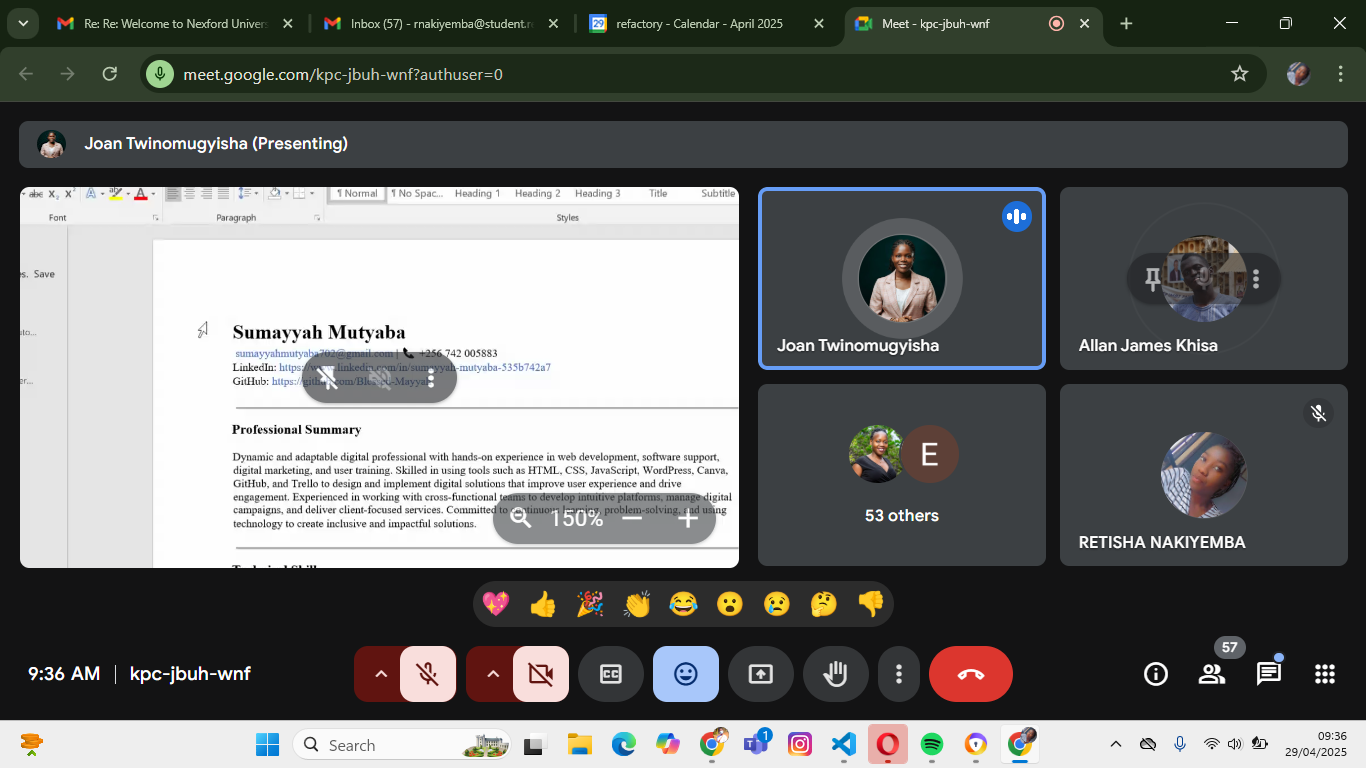 Re: Re: Welcome to Nexford Univers
Inbox (57) - rnakiyemba@student.r
refactory - Calendar - April 2025
Meet - kpc-jbuh-wnf
meet.google.com/kpc-jbuh-wnf?authuser=0
Joan Twinomugyisha (Presenting)
¶ Normal ¶ No Spac... Heading 1 Heading 2 Heading 3 Title Subtitle
Font Paragraph Styles
es. Save
uto...
er...
Sumayyah Mutyaba
sumayyahmutyaba702@gmail.com | +256 742 005883
LinkedIn: https://www.linkedin.com/in/sumayyah-mutyaba-535b742a7
GitHub: https://github.com/Blessed-Mayyah
Professional Summary
Dynamic and adaptable digital professional with hands-on experience in web development, software support,
digital marketing, and user training. Skilled in using tools such as HTML, CSS, JavaScript, WordPress, Canva,
GitHub, and Trello to design and implement digital solutions that improve user experience and drive
engagement. Experienced in working with cross-functional teams to develop intuitive platforms, manage digital
campaigns, and deliver client-focused services. Committed to continuous learning, problem-solving, and using
technology to create inclusive and impactful solutions.
150%
Joan Twinomugyisha
Allan James Khisa
E
53 others
RETISHA NAKIYEMBA
9:36 AM | kpc-jbuh-wnf
57
Search
1
09:36
29/04/2025